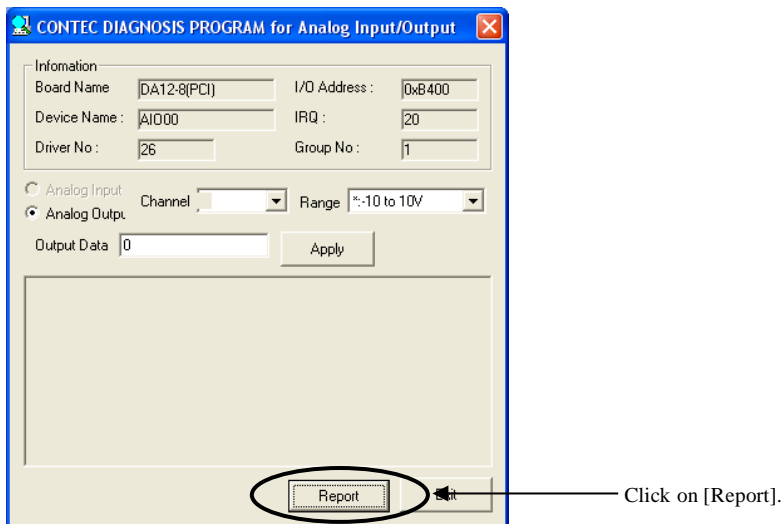 CONTEC DIAGNOSIS PROGRAM for Analog Input/Output
Infomation
Board Name DA12-8(PCI) I/O Address : 0xB400
Device Name : AIO00 IRQ : 20
Driver No : 26 Group No : 1
Analog Input
Analog Outpu
Channel Range *:-10 to 10V
Output Data 0 Apply
Report
Click on [Report].